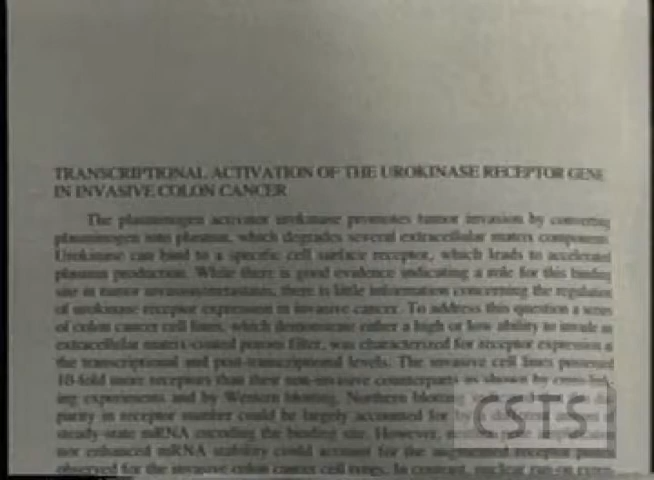 TRANSCRIPTIONAL ACTIVATION OF THE UROKINASE RECEPTOR GENE
IN INVASIVE COLON CANCER
The plasminogen activator urokinase promotes tumor invasion by converting
plasminogen into plasmin, which degrades several extracellular matrix components.
Urokinase can bind to a specific cell surface receptor, which leads to accelerated
plasmin production. While there is good evidence indicating a role for this binding
site in tumor invasion/metastasis, there is little information concerning the regulation
of urokinase receptor expression in invasive cancer. To address this question a series
of colon cancer cell lines, which demonstrate either a high or low ability to invade an
extracellular matrix-coated porous filter, was characterized for receptor expression at
the transcriptional and post-transcriptional levels. The invasive cell lines possessed
10-fold more receptors than their non-invasive counterparts as shown by cross-link-
ing experiments and by Western blotting. Northern blotting
parity in receptor number could be largely accounted for by
steady-state mRNA encoding the binding site. However,
nor enhanced mRNA stability could account for the augmented receptor
observed for the invasive colon cancer cell lines. In contrast, nuclear run-on
CSTS